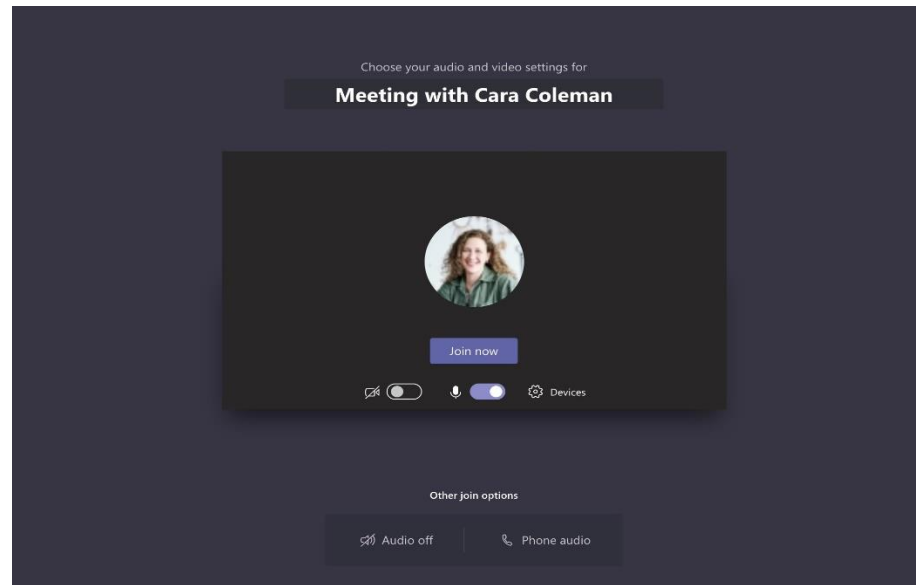 Choose your audio and video settings for
Meeting with Cara Coleman
Join now
Devices
Other join options
Audio off
Phone audio